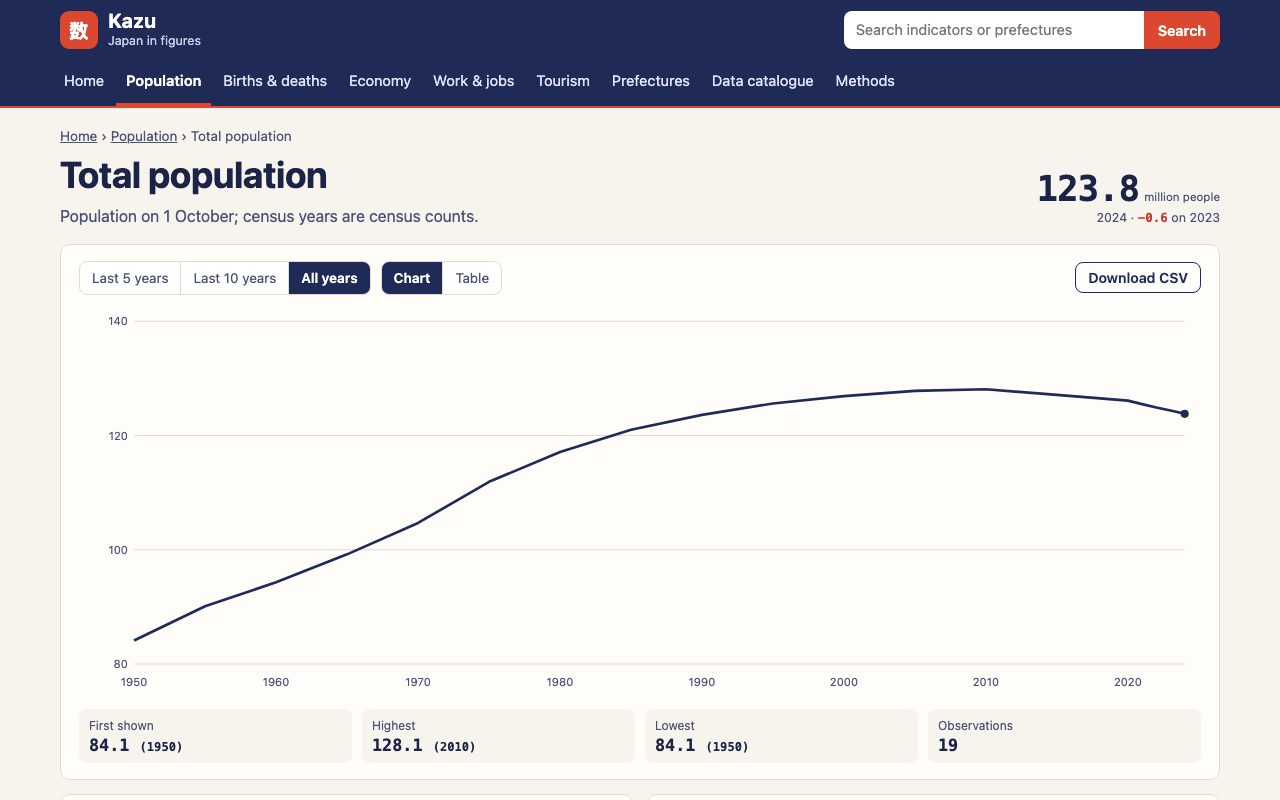 数
Kazu
Japan in figures
Search indicators or prefectures
Search
Home
Population
Births & deaths
Economy
Work & jobs
Tourism
Prefectures
Data catalogue
Methods
Home › Population › Total population
Total population
Population on 1 October; census years are census counts.
123.8 million people
2024 · −0.6 on 2023
Last 5 years
Last 10 years
All years
Chart
Table
Download CSV
140
120
100
80
1950
1960
1970
1980
1990
2000
2010
2020
First shown
84.1 (1950)
Highest
128.1 (2010)
Lowest
84.1 (1950)
Observations
19